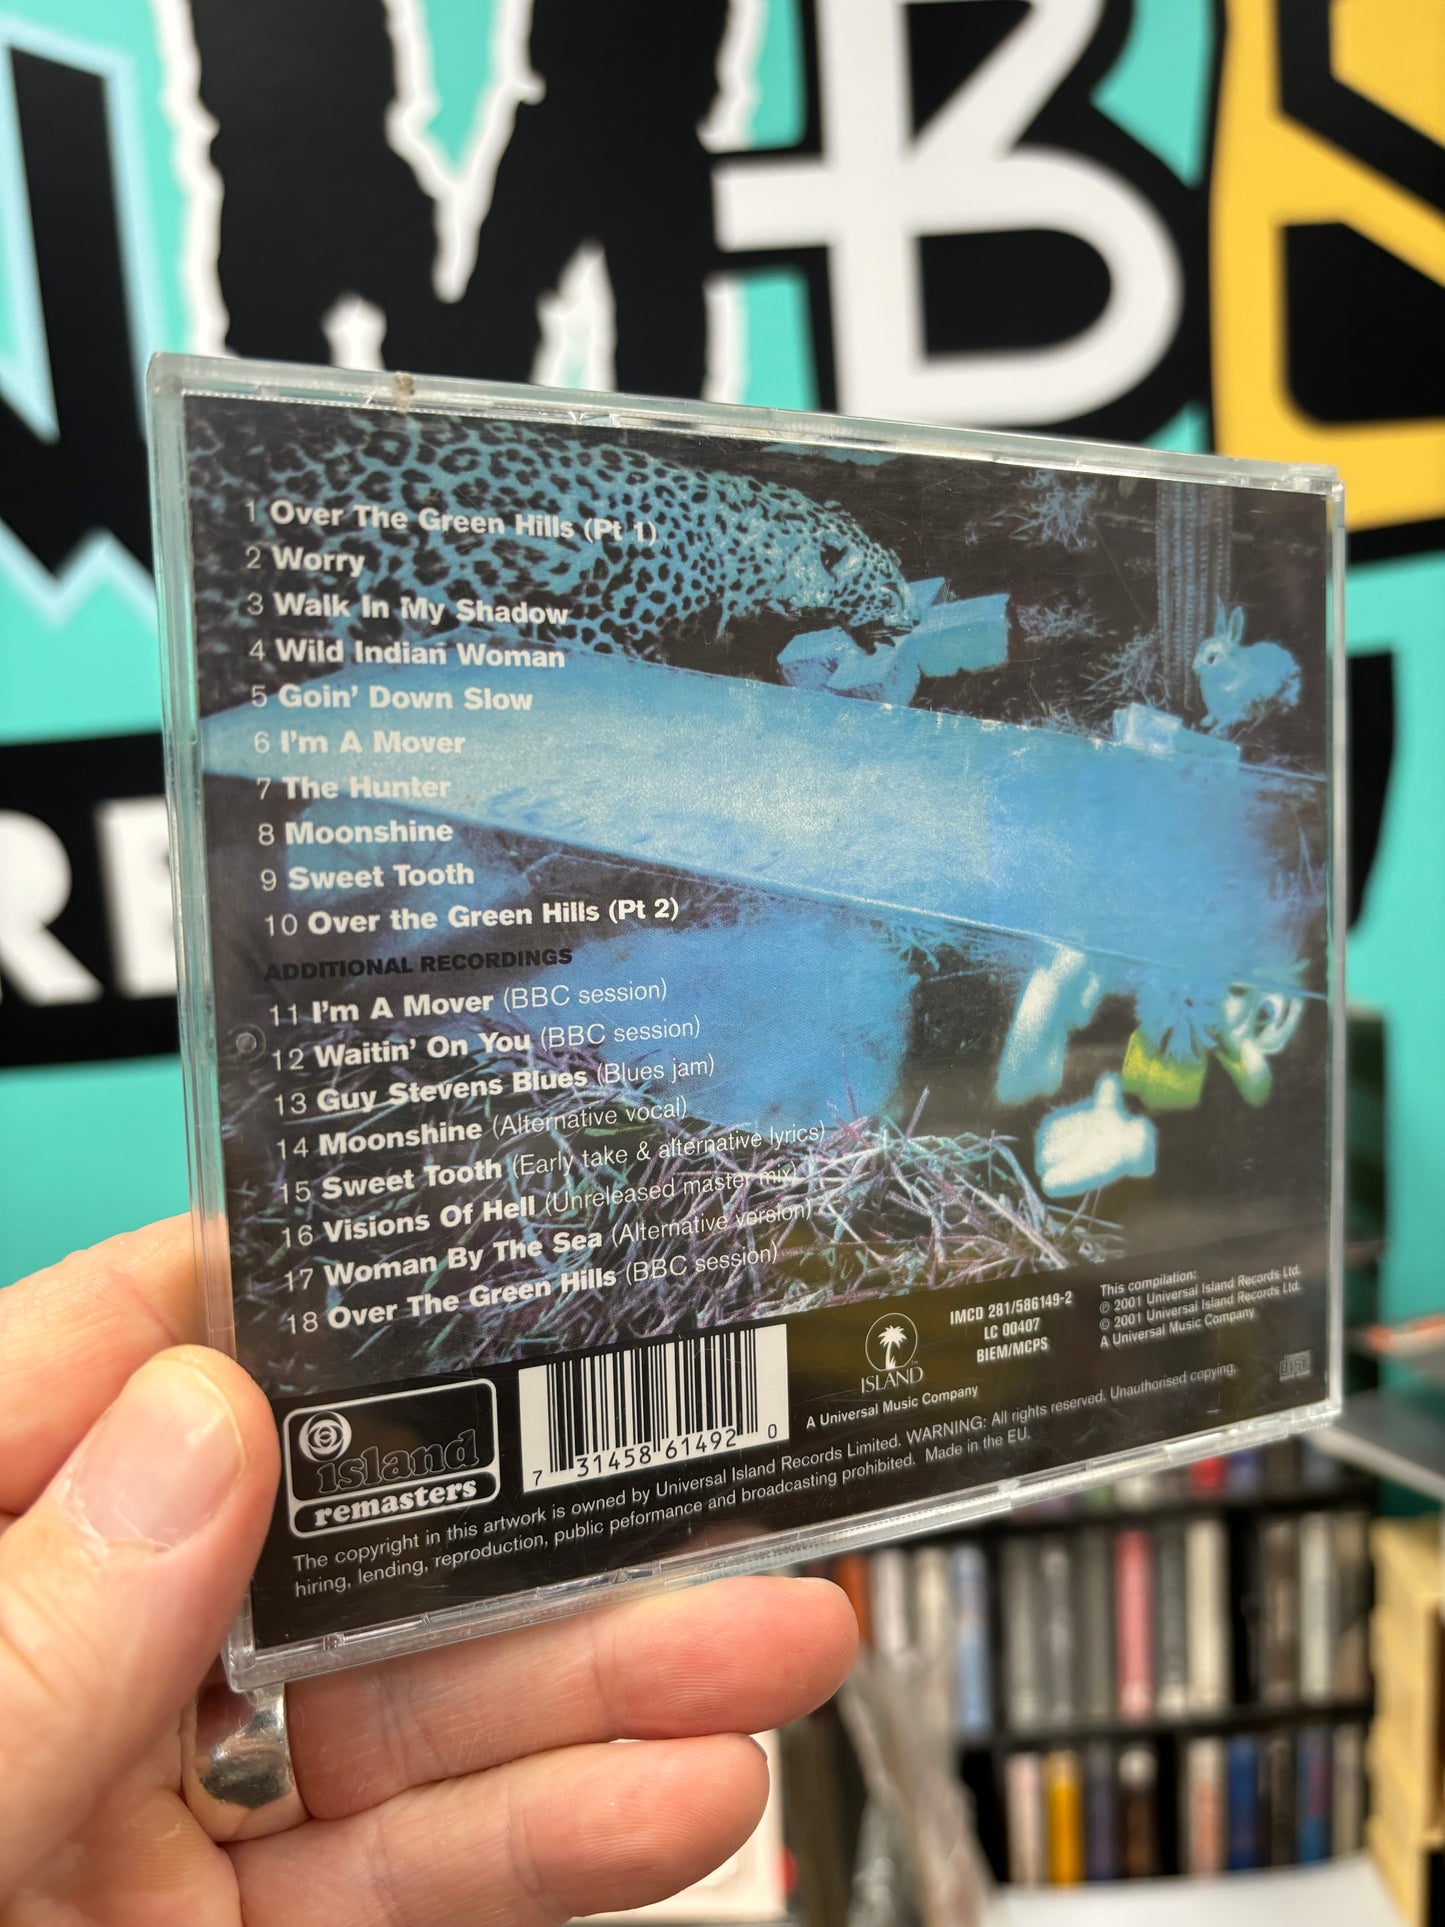 1 Over The Green Hills (Pt 1)
2 Worry
3 Walk In My Shadow
4 Wild Indian Woman
5 Goin' Down Slow
6 I'm A Mover
7 The Hunter
8 Moonshine
9 Sweet Tooth
10 Over the Green Hills (Pt 2)
ADDITIONAL RECORDINGS
11 I'm A Mover (BBC session)
12 Waitin' On You (BBC session)
13 Guy Stevens Blues (Blues jam)
14 Moonshine (Alternative vocal)
15 Sweet Tooth (Early take & alternative lyrics)
16 Visions Of Hell (Unreleased master mix)
17 Woman By The Sea (Alternative version)
18 Over The Green Hills (BBC session)
island
remasters
7 31458 61492 0
ISLAND
A Universal Music Company
IMCD 281/586149-2
LC 00407
BIEM/MCPS
This compilation:
℗ 2001 Universal Island Records Ltd.
© 2001 Universal Island Records Ltd.
A Universal Music Company
The copyright in this artwork is owned by Universal Island Records Limited. WARNING: All rights reserved. Unauthorised copying,
hiring, lending, reproduction, public peformance and broadcasting prohibited. Made in the EU.